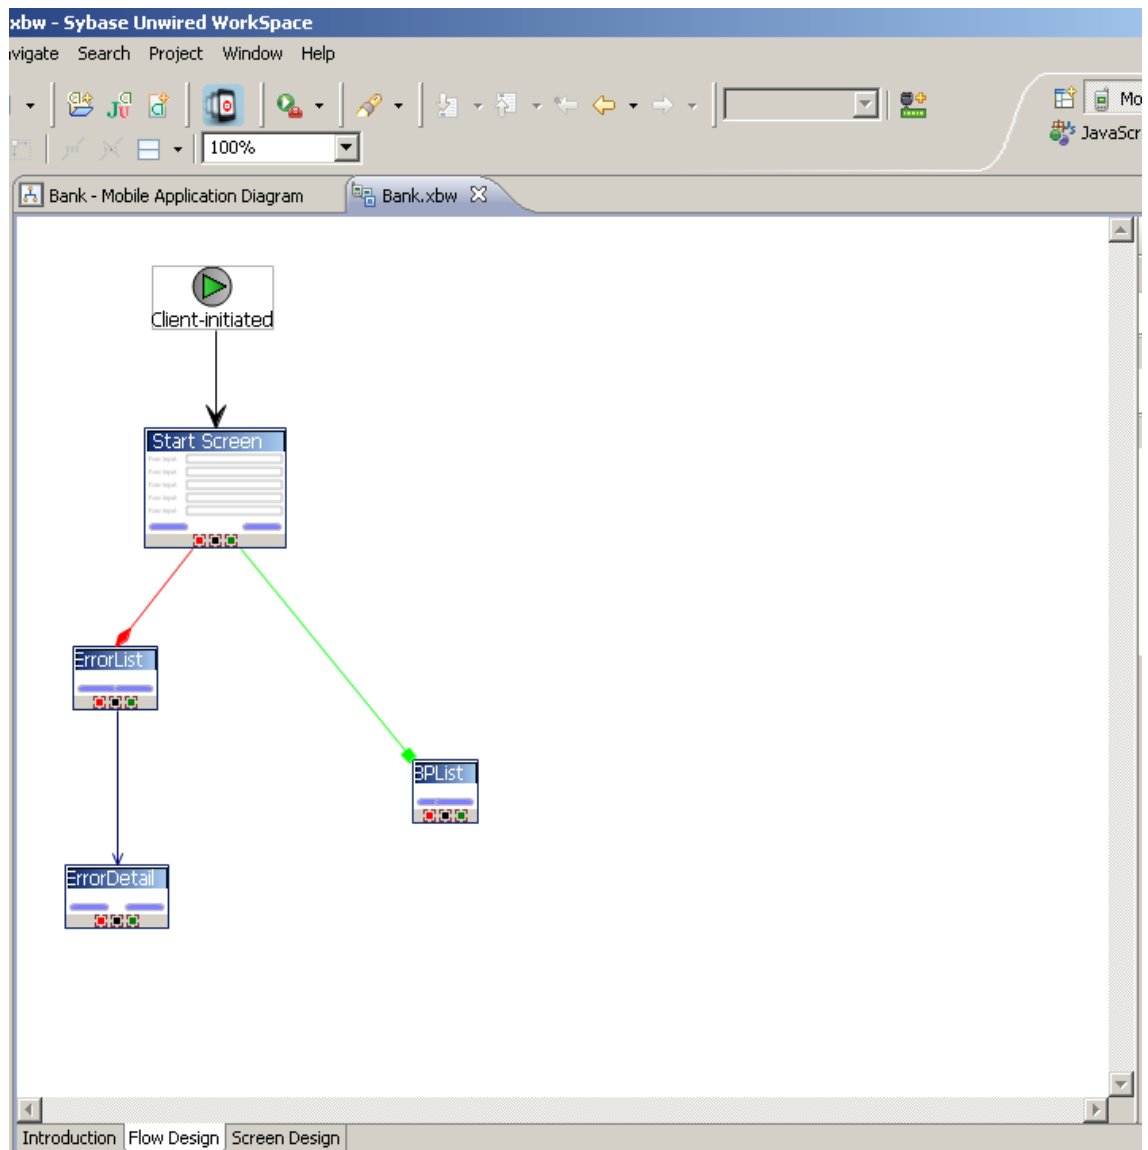 xbw - Sybase Unwired WorkSpace
avigate Search Project Window Help
Mo
100%
JavaScr
Bank - Mobile Application Diagram Bank.xbw
Client-initiated
Start Screen
ErrorList
BPList
ErrorDetail
Introduction Flow Design Screen Design